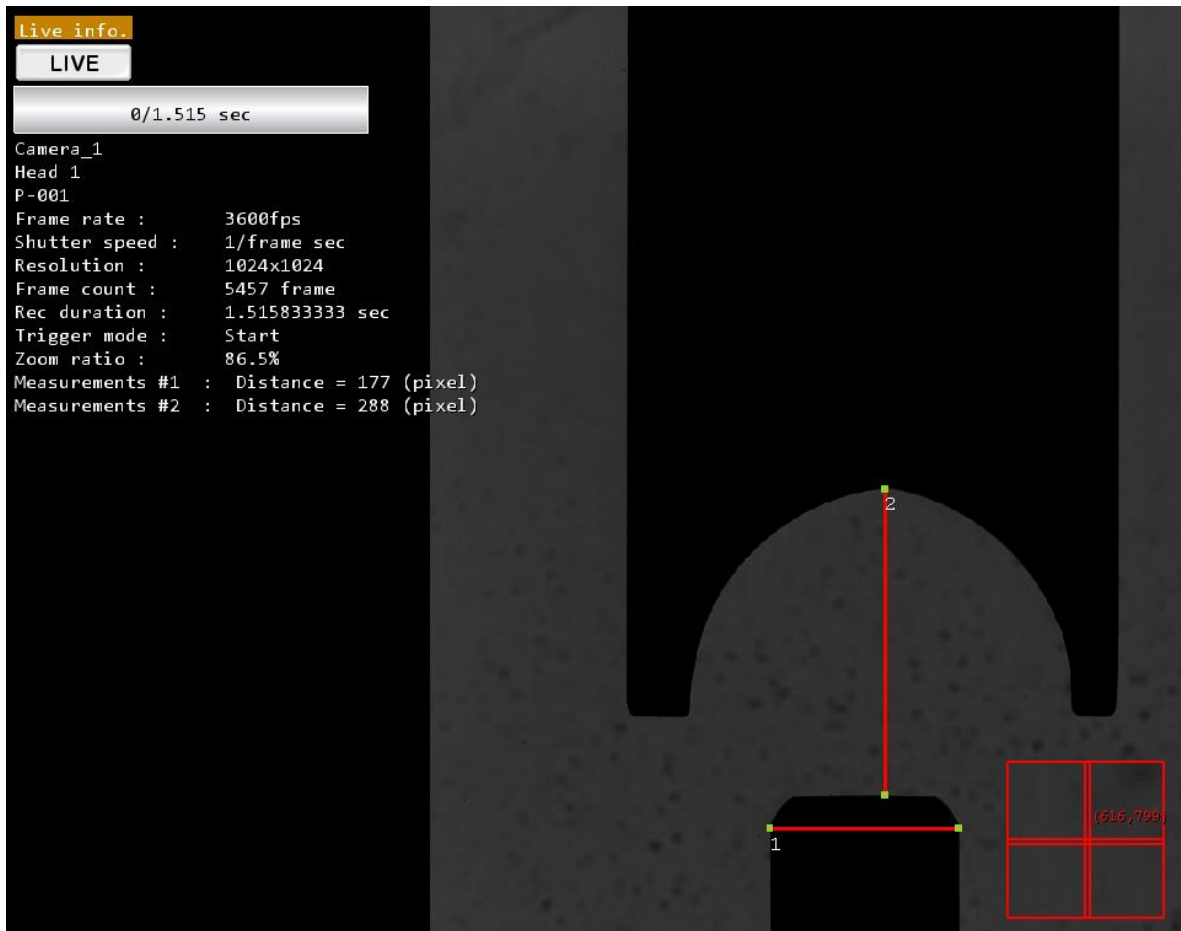 Live info.
LIVE
0/1.515 sec
Camera_1
Head 1
P-001
Frame rate : 3600fps
Shutter speed : 1/frame sec
Resolution : 1024x1024
Frame count : 5457 frame
Rec duration : 1.515833333 sec
Trigger mode : Start
Zoom ratio : 86.5%
Measurements #1 : Distance = 177 (pixel)
Measurements #2 : Distance = 288 (pixel)
2
(616,799)
1